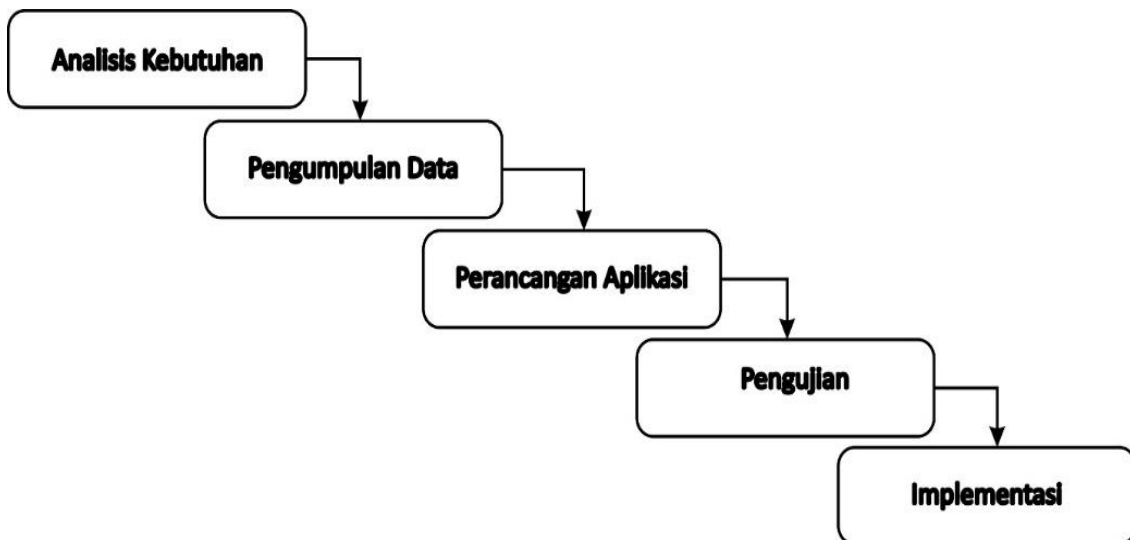 Analisis Kebutuhan
Pengumpulan Data
Perancangan Aplikasi
Pengujian
Implementasi